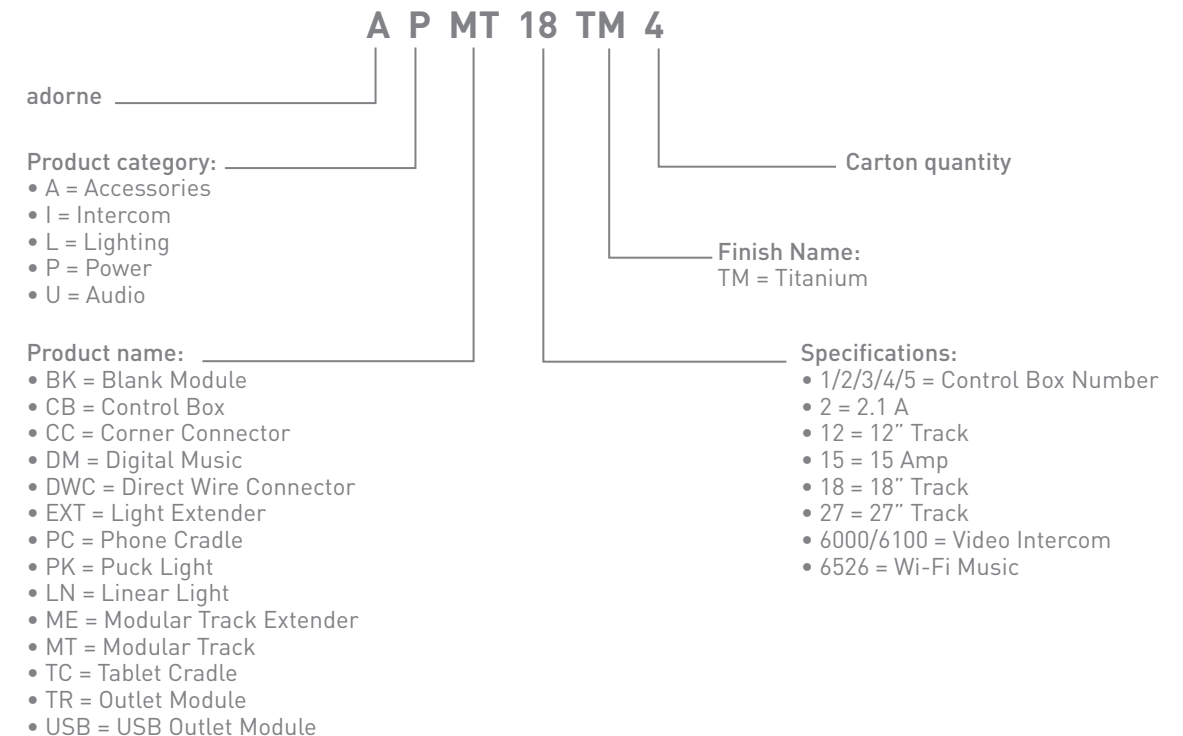 A P MT 18 TM 4
adorne
Product category:
• A = Accessories
• I = Intercom
• L = Lighting
• P = Power
• U = Audio
Carton quantity
Finish Name:
TM = Titanium
Product name:
• BK = Blank Module
• CB = Control Box
• CC = Corner Connector
• DM = Digital Music
• DWC = Direct Wire Connector
• EXT = Light Extender
• PC = Phone Cradle
• PK = Puck Light
• LN = Linear Light
• ME = Modular Track Extender
• MT = Modular Track
• TC = Tablet Cradle
• TR = Outlet Module
• USB = USB Outlet Module
Specifications:
• 1/2/3/4/5 = Control Box Number
• 2 = 2.1 A
• 12 = 12” Track
• 15 = 15 Amp
• 18 = 18” Track
• 27 = 27” Track
• 6000/6100 = Video Intercom
• 6526 = Wi-Fi Music